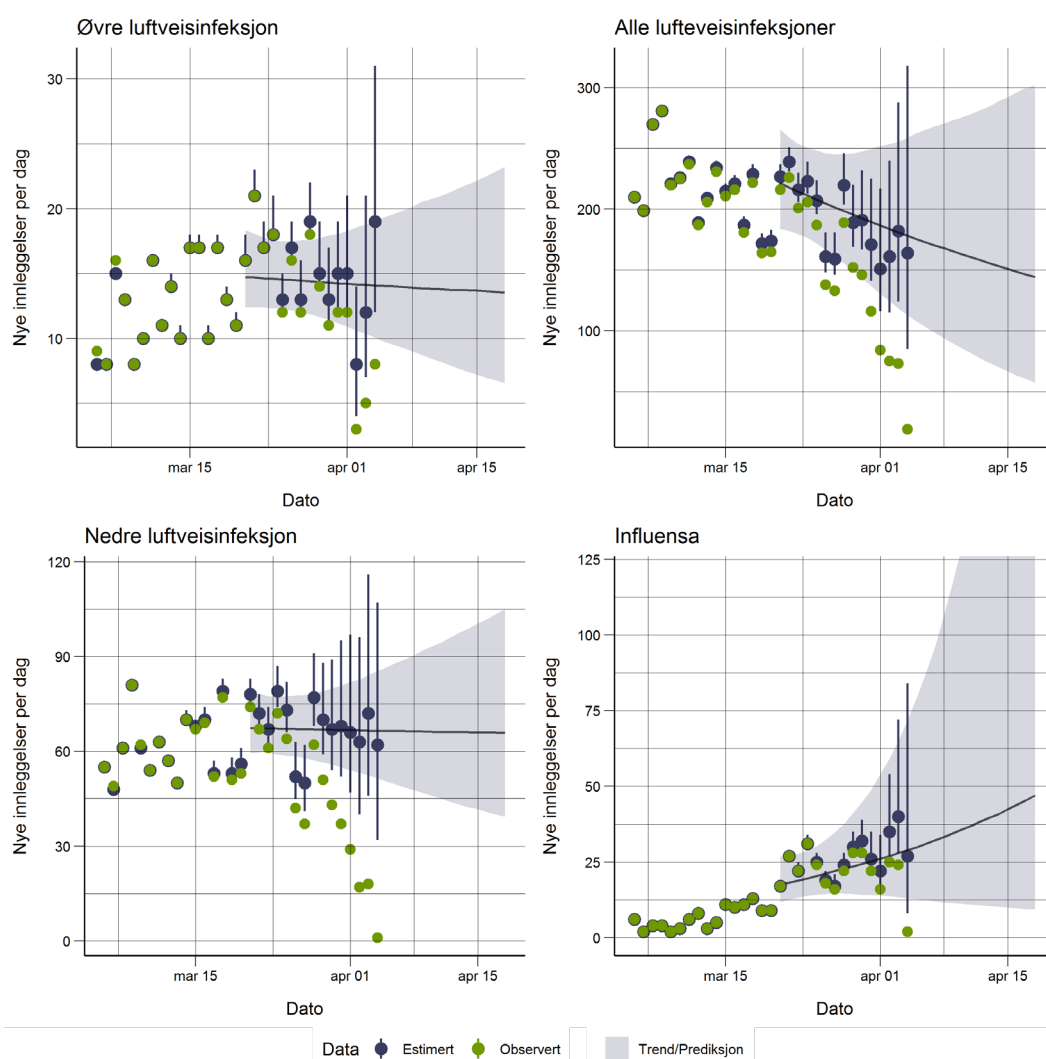 Øvre luftveisinfeksjon
Nye innleggelser per dag
30
20
10
mar 15 apr 01 apr 15
Dato
Alle lufteveisinfeksjoner
Nye innleggelser per dag
300
200
100
mar 15 apr 01 apr 15
Dato
Nedre luftveisinfeksjon
Nye innleggelser per dag
120
90
60
30
0
mar 15 apr 01 apr 15
Dato
Influensa
Nye innleggelser per dag
125
100
75
50
25
0
mar 15 apr 01 apr 15
Dato
Data Estimert Observert Trend/Prediksjon